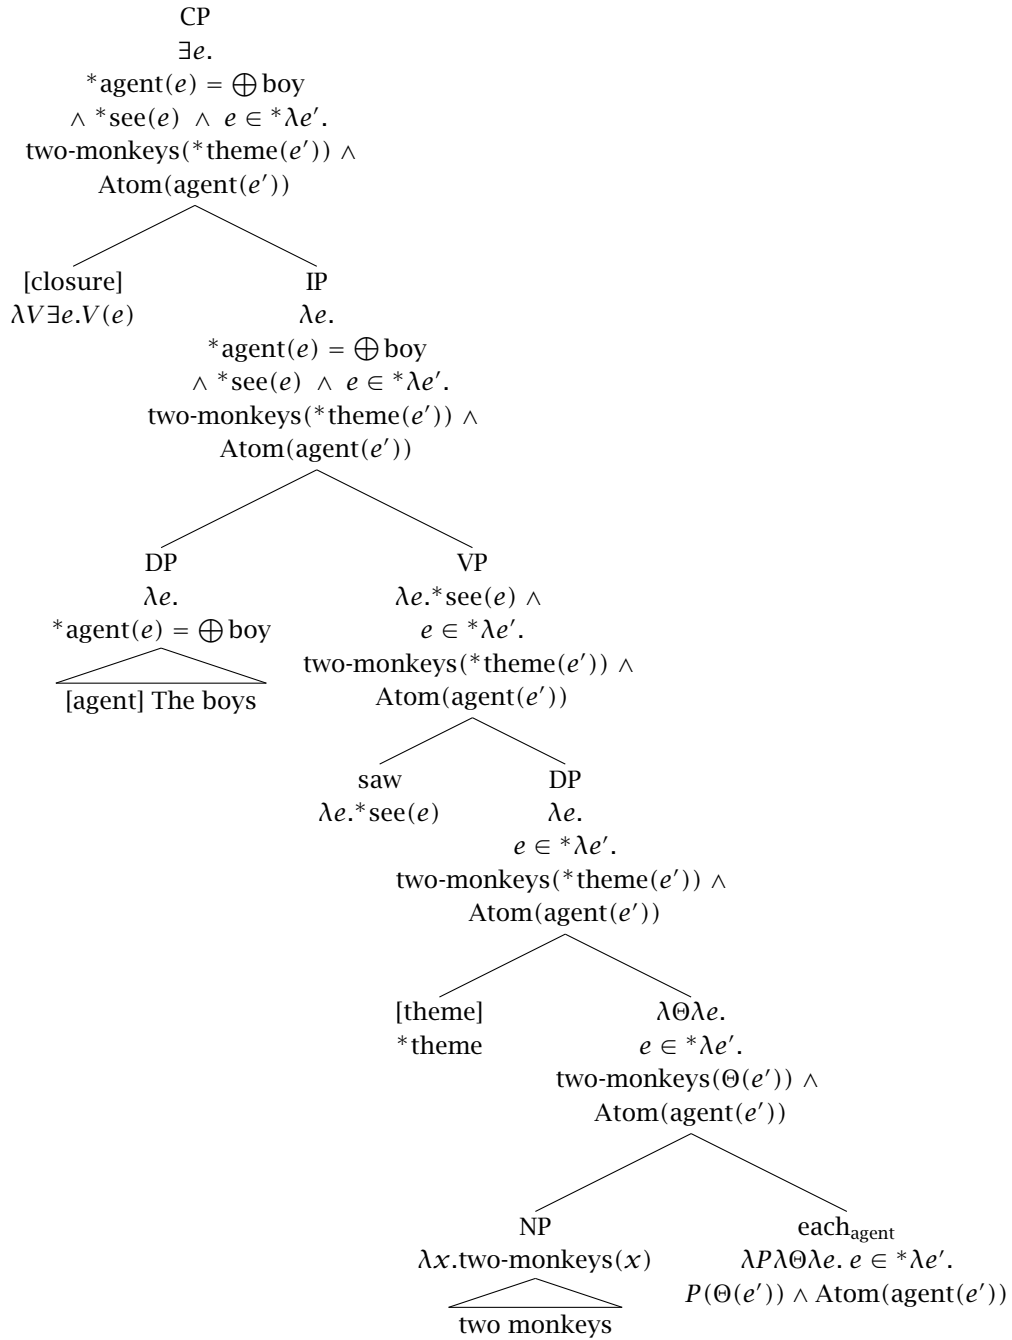 CP
∃e.
*agent(e) = ⊕ boy
∧ *see(e) ∧ e ∈ *λe′.
two-monkeys(*theme(e′)) ∧
Atom(agent(e′))
[closure]
λV∃e.V(e)
IP
λe.
*agent(e) = ⊕ boy
∧ *see(e) ∧ e ∈ *λe′.
two-monkeys(*theme(e′)) ∧
Atom(agent(e′))
DP
λe.
*agent(e) = ⊕ boy
[agent] The boys
VP
λe.*see(e) ∧
e ∈ *λe′.
two-monkeys(*theme(e′)) ∧
Atom(agent(e′))
saw
λe.*see(e)
DP
λe.
e ∈ *λe′.
two-monkeys(*theme(e′)) ∧
Atom(agent(e′))
[theme]
*theme
λΘλe.
e ∈ *λe′.
two-monkeys(Θ(e′)) ∧
Atom(agent(e′))
NP
λx.two-monkeys(x)
two monkeys
each_agent
λPλΘλe. e ∈ *λe′.
P(Θ(e′)) ∧ Atom(agent(e′))